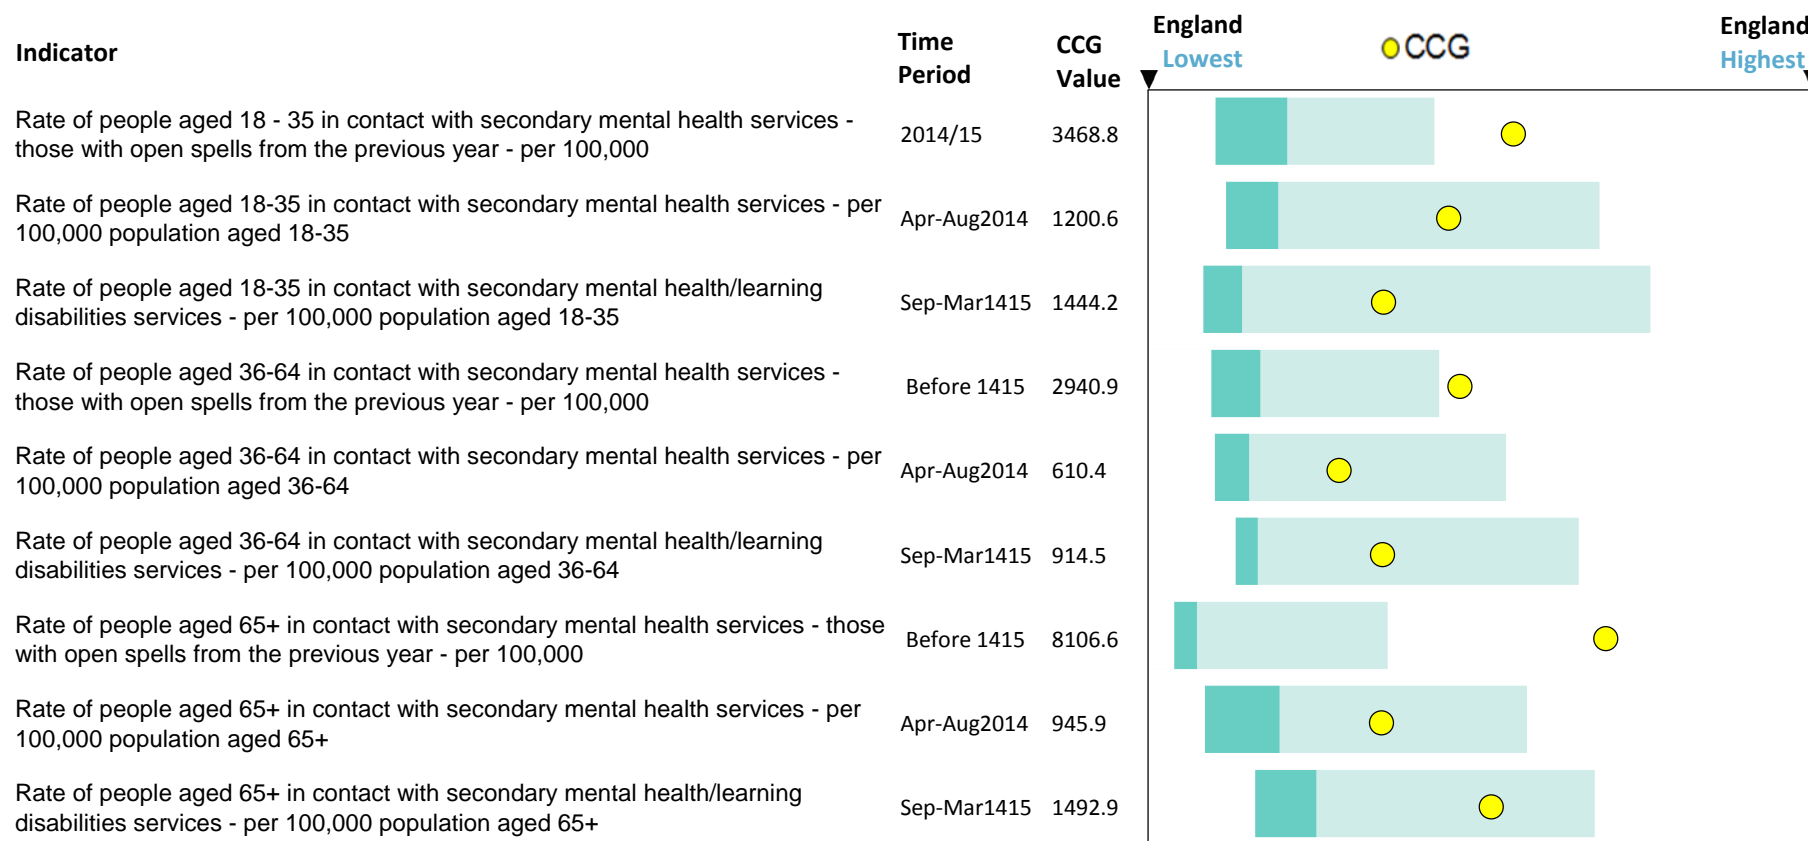 Indicator
Time
Period
CCG
Value
England
Lowest
CCG
England
Highest
Rate of people aged 18 - 35 in contact with secondary mental health services -
those with open spells from the previous year - per 100,000
2014/15
3468.8
Rate of people aged 18-35 in contact with secondary mental health services - per
100,000 population aged 18-35
Apr-Aug2014
1200.6
Rate of people aged 18-35 in contact with secondary mental health/learning
disabilities services - per 100,000 population aged 18-35
Sep-Mar1415
1444.2
Rate of people aged 36-64 in contact with secondary mental health services -
those with open spells from the previous year - per 100,000
Before 1415
2940.9
Rate of people aged 36-64 in contact with secondary mental health services - per
100,000 population aged 36-64
Apr-Aug2014
610.4
Rate of people aged 36-64 in contact with secondary mental health/learning
disabilities services - per 100,000 population aged 36-64
Sep-Mar1415
914.5
Rate of people aged 65+ in contact with secondary mental health services - those
with open spells from the previous year - per 100,000
Before 1415
8106.6
Rate of people aged 65+ in contact with secondary mental health services - per
100,000 population aged 65+
Apr-Aug2014
945.9
Rate of people aged 65+ in contact with secondary mental health/learning
disabilities services - per 100,000 population aged 65+
Sep-Mar1415
1492.9